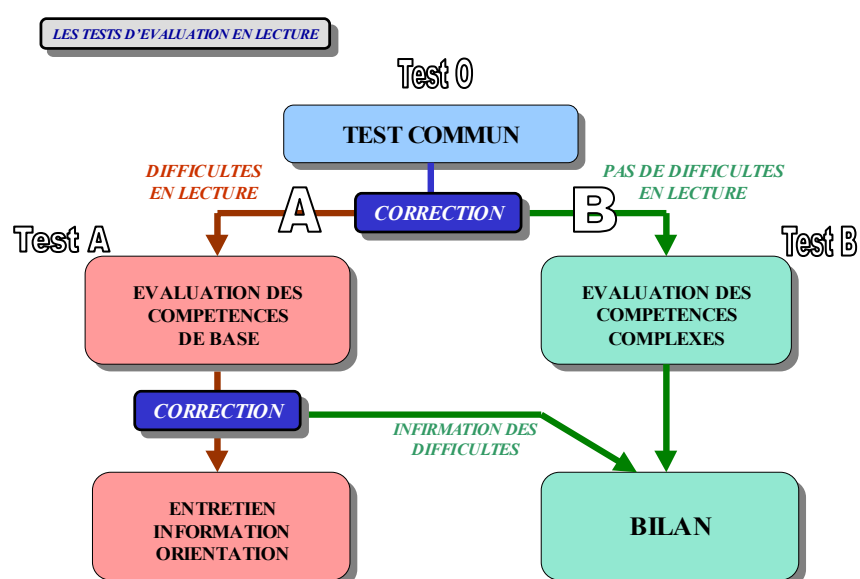 LES TESTS D'EVALUATION EN LECTURE
Test 0
TEST COMMUN
DIFFICULTES
EN LECTURE
PAS DE DIFFICULTES
EN LECTURE
A
CORRECTION
B
Test A
Test B
EVALUATION DES
COMPETENCES
DE BASE
EVALUATION DES
COMPETENCES
COMPLEXES
CORRECTION
INFIRMATION DES
DIFFICULTES
ENTRETIEN
INFORMATION
ORIENTATION
BILAN